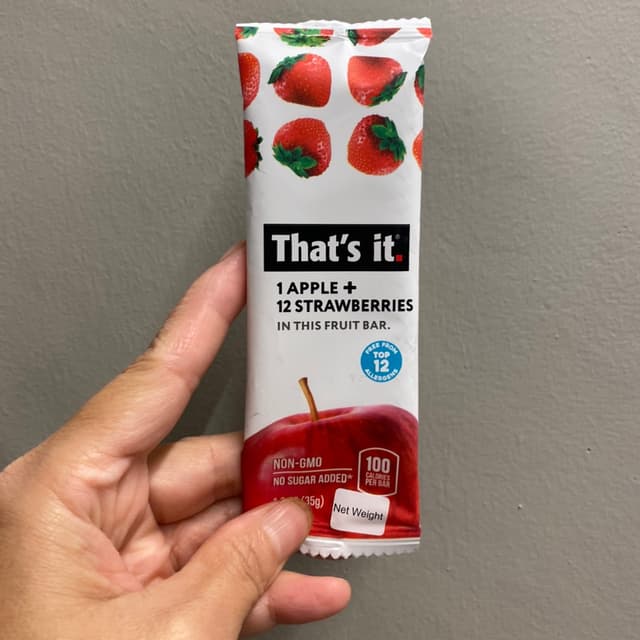 That's it.
1 APPLE +
12 STRAWBERRIES
IN THIS FRUIT BAR.
FREE FROM
TOP
12
ALLERGENS
NON-GMO
NO SUGAR ADDED*
100
CALORIES
PER BAR
(35g)
Net Weight